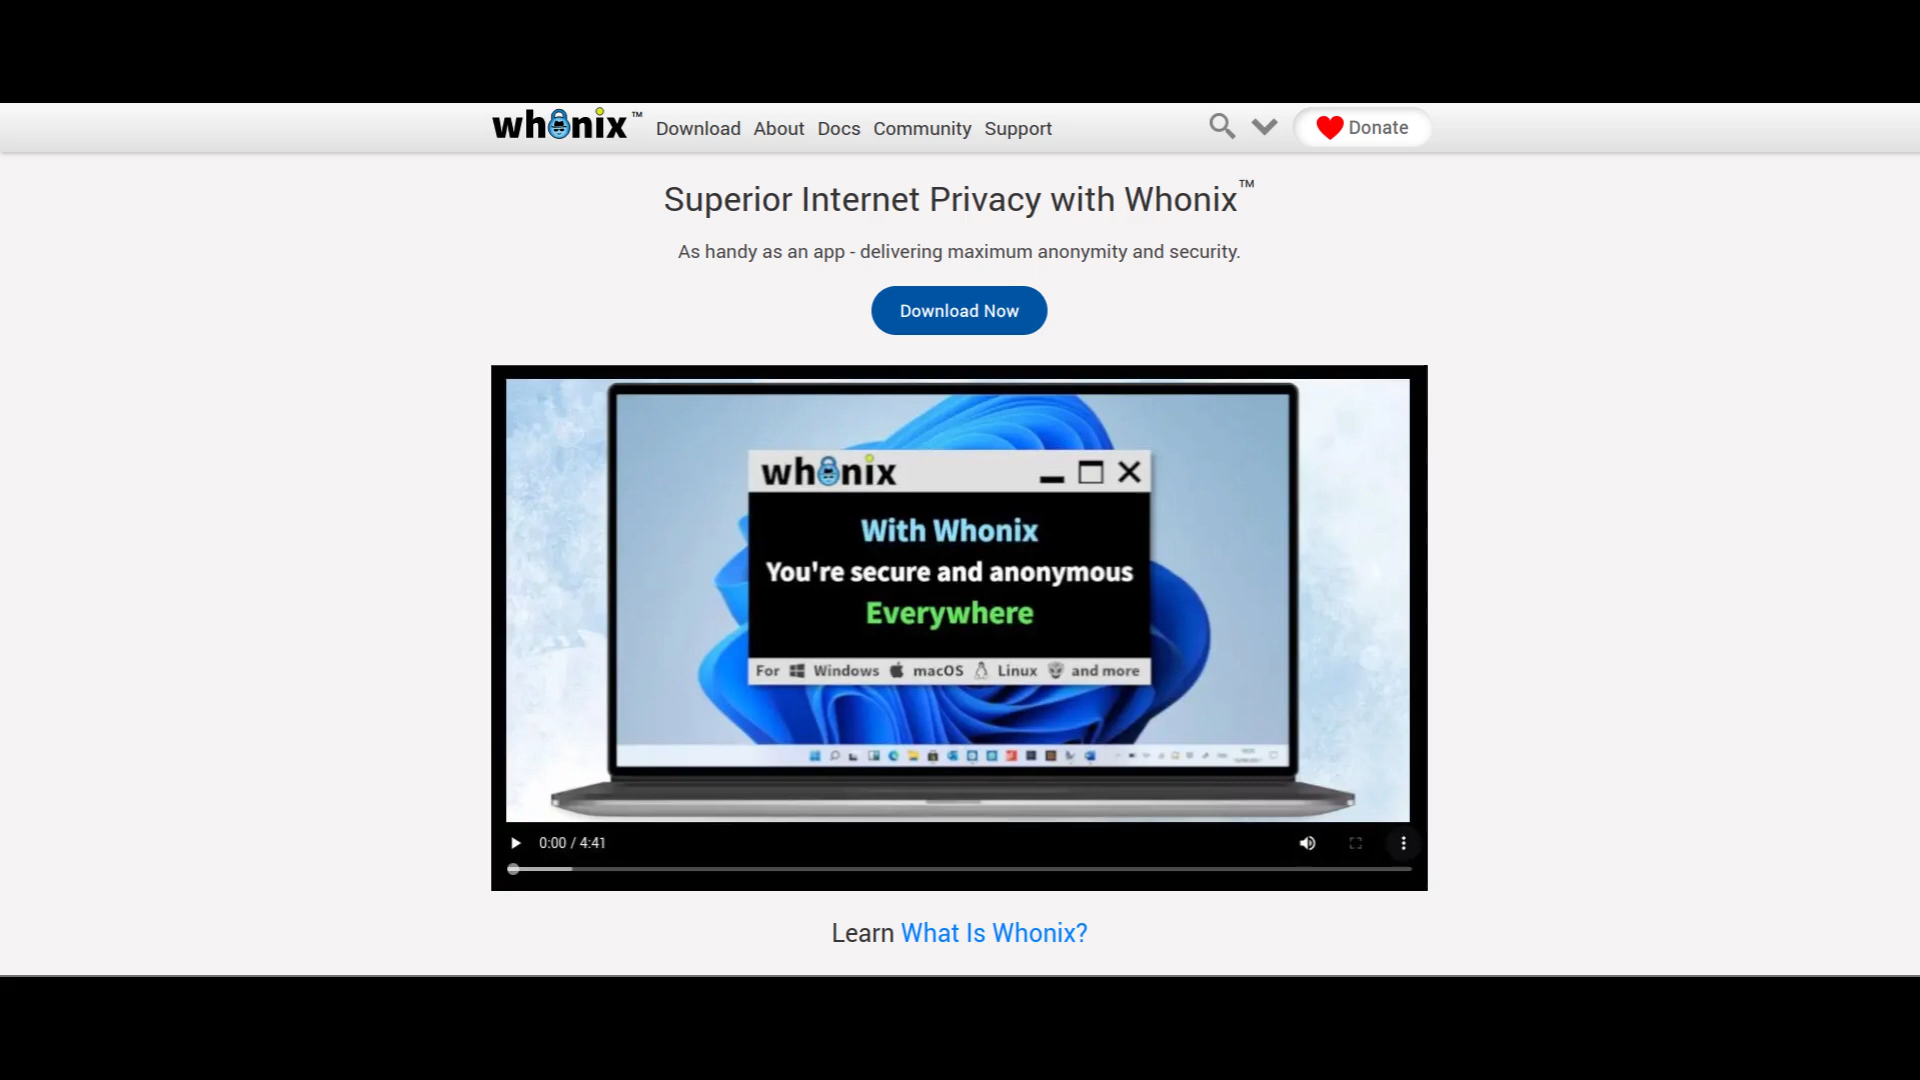 whonix™ Download About Docs Community Support Donate
Superior Internet Privacy with Whonix™
As handy as an app - delivering maximum anonymity and security.
Download Now
whonix
With Whonix
You're secure and anonymous
Everywhere
For Windows macOS Linux and more
0:00 / 4:41
Learn What Is Whonix?